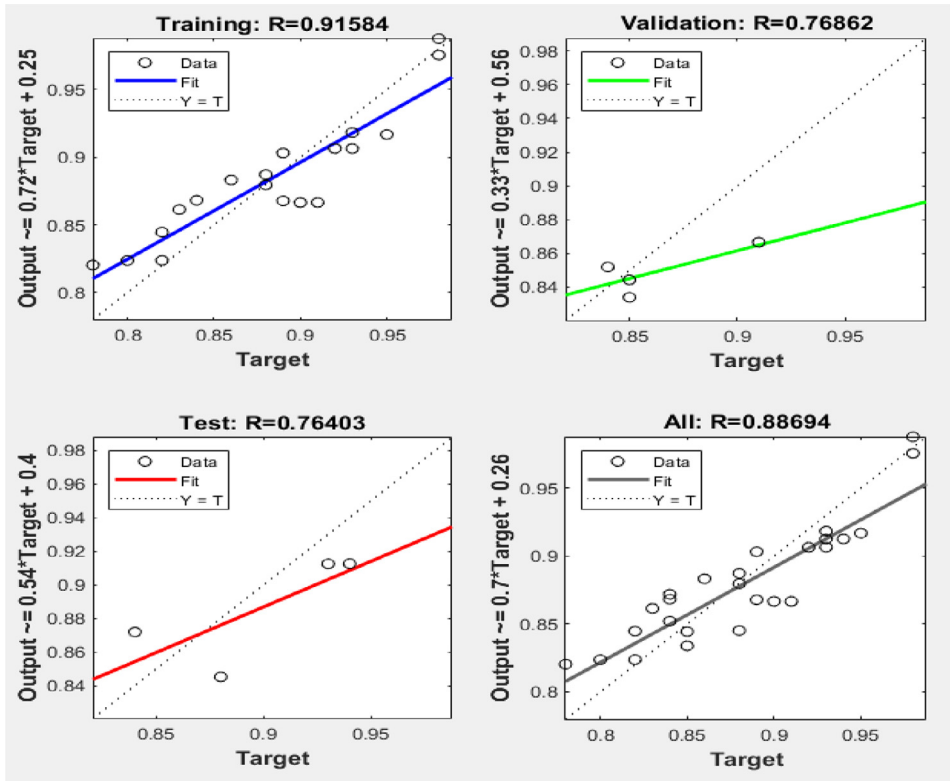 Training: R=0.91584
Output ~= 0.72*Target + 0.25
Data
Fit
Y = T
0.95
0.9
0.85
0.8
0.8 0.85 0.9 0.95
Target
Validation: R=0.76862
Output ~= 0.33*Target + 0.56
Data
Fit
Y = T
0.98
0.96
0.94
0.92
0.9
0.88
0.86
0.84
0.85 0.9 0.95
Target
Test: R=0.76403
Output ~= 0.54*Target + 0.4
Data
Fit
Y = T
0.98
0.96
0.94
0.92
0.9
0.88
0.86
0.84
0.85 0.9 0.95
Target
All: R=0.88694
Output ~= 0.7*Target + 0.26
Data
Fit
Y = T
0.95
0.9
0.85
0.8
0.8 0.85 0.9 0.95
Target